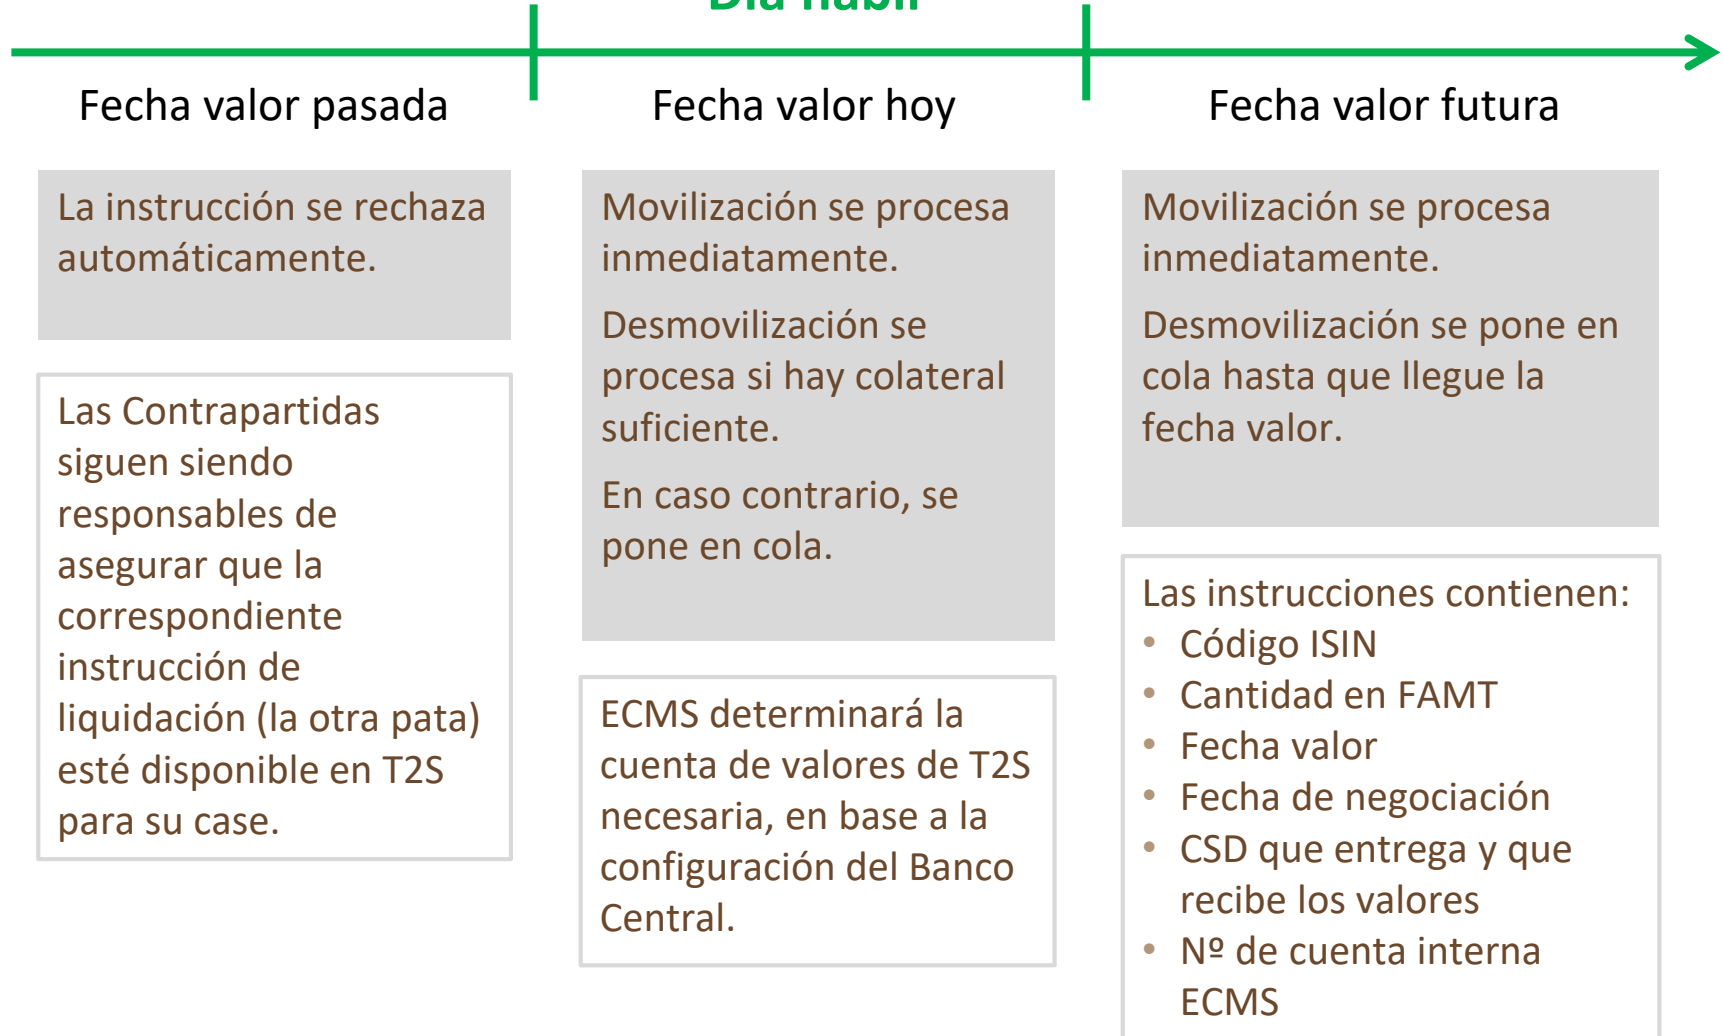 Día hábil
Fecha valor pasada
Fecha valor hoy
Fecha valor futura
La instrucción se rechaza
automáticamente.
Las Contrapartidas
siguen siendo
responsables de
asegurar que la
correspondiente
instrucción de
liquidación (la otra pata)
esté disponible en T2S
para su case.
Movilización se procesa
inmediatamente.
Desmovilización se
procesa si hay colateral
suficiente.
En caso contrario, se
pone en cola.
ECMS determinará la
cuenta de valores de T2S
necesaria, en base a la
configuración del Banco
Central.
Movilización se procesa
inmediatamente.
Desmovilización se pone en
cola hasta que llegue la
fecha valor.
Las instrucciones contienen:
• Código ISIN
• Cantidad en FAMT
• Fecha valor
• Fecha de negociación
• CSD que entrega y que
recibe los valores
• Nº de cuenta interna
ECMS